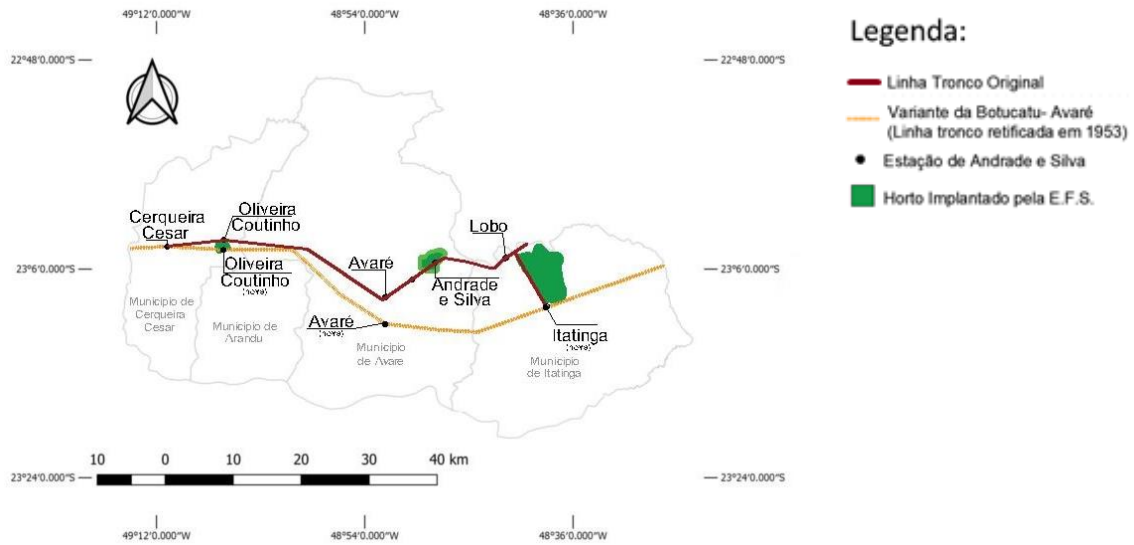 49°12'0.000"W
48°54'0.000"W
48°36'0.000"W
22°48'0.000"S
22°48'0.000"S
Legenda:
Linha Tronco Original
Variante da Botucatu- Avaré
(Linha tronco retificada em 1953)
Estação de Andrade e Silva
Horto Implantado pela E.F.S.
Cerqueira
Cesar
Oliveira
Coutinho
Lobo
23°6'0.000"S
23°6'0.000"S
Oliveira
Coutinho
(nova)
Avaré
Andrade
e Silva
Avaré
(nova)
Itatinga
(nova)
Municipio de
Cerqueira
Cesar
Municipio de
Arandu
Municipio
de Avare
Municipio
de Itatinga
10 0 10 20 30 40 km
23°24'0.000"S
23°24'0.000"S
49°12'0.000"W
48°54'0.000"W
48°36'0.000"W